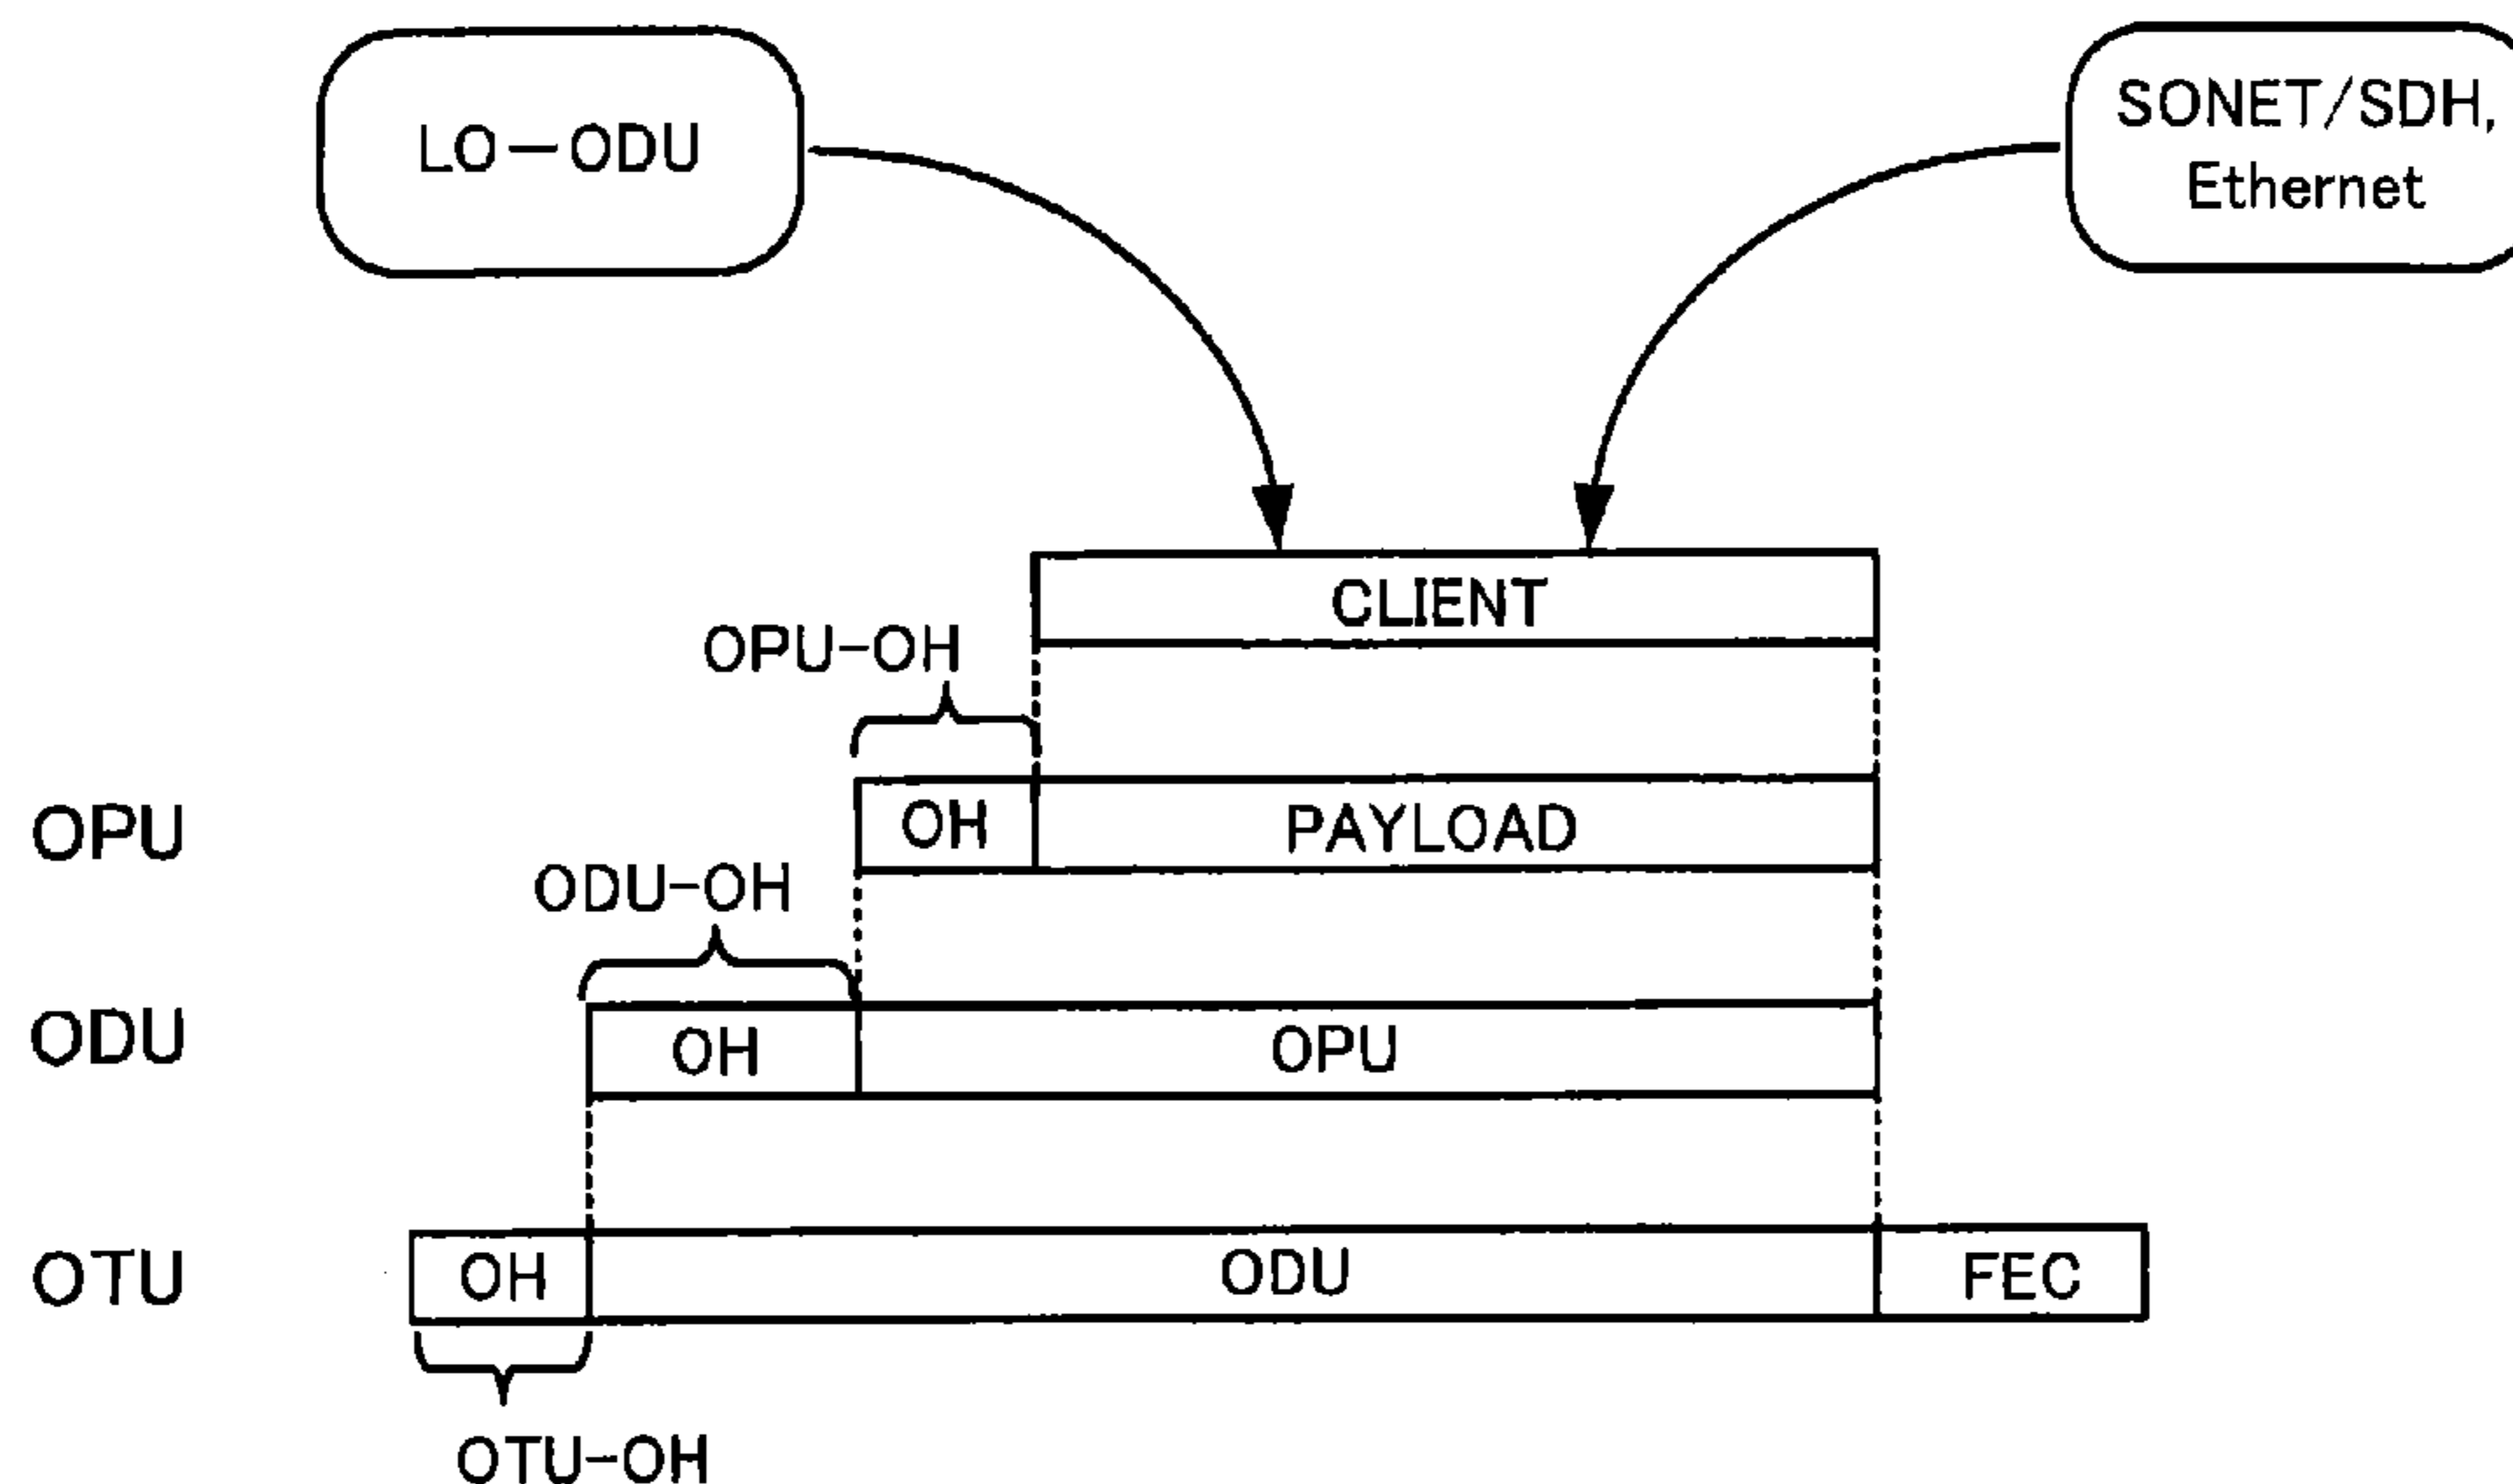 LO-ODU
SONET/SDH,
Ethernet
CLIENT
OPU-OH
OPU
OH
PAYLOAD
ODU-OH
ODU
OH
OPU
OTU
OH
ODU
FEC
OTU-OH